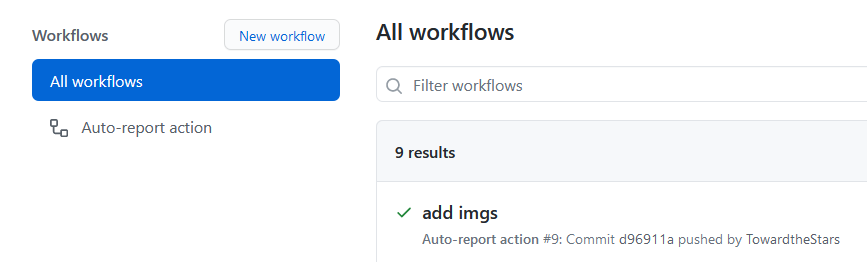 Workflows
New workflow
All workflows
Auto-report action
All workflows
Filter workflows
9 results
add imgs
Auto-report action #9: Commit d96911a pushed by TowardtheStars